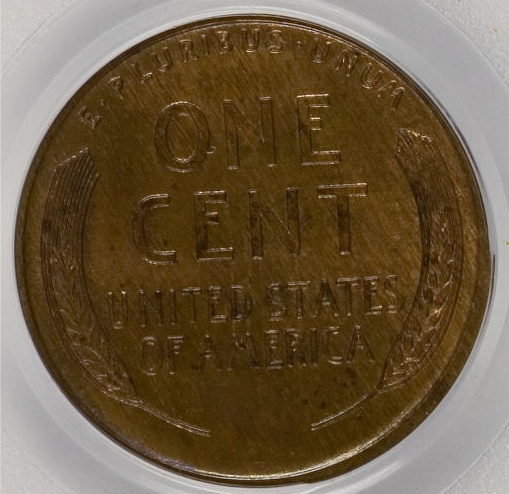 E·PLURIBUS·UNUM
ONE
CENT
UNITED STATES
OF AMERICA